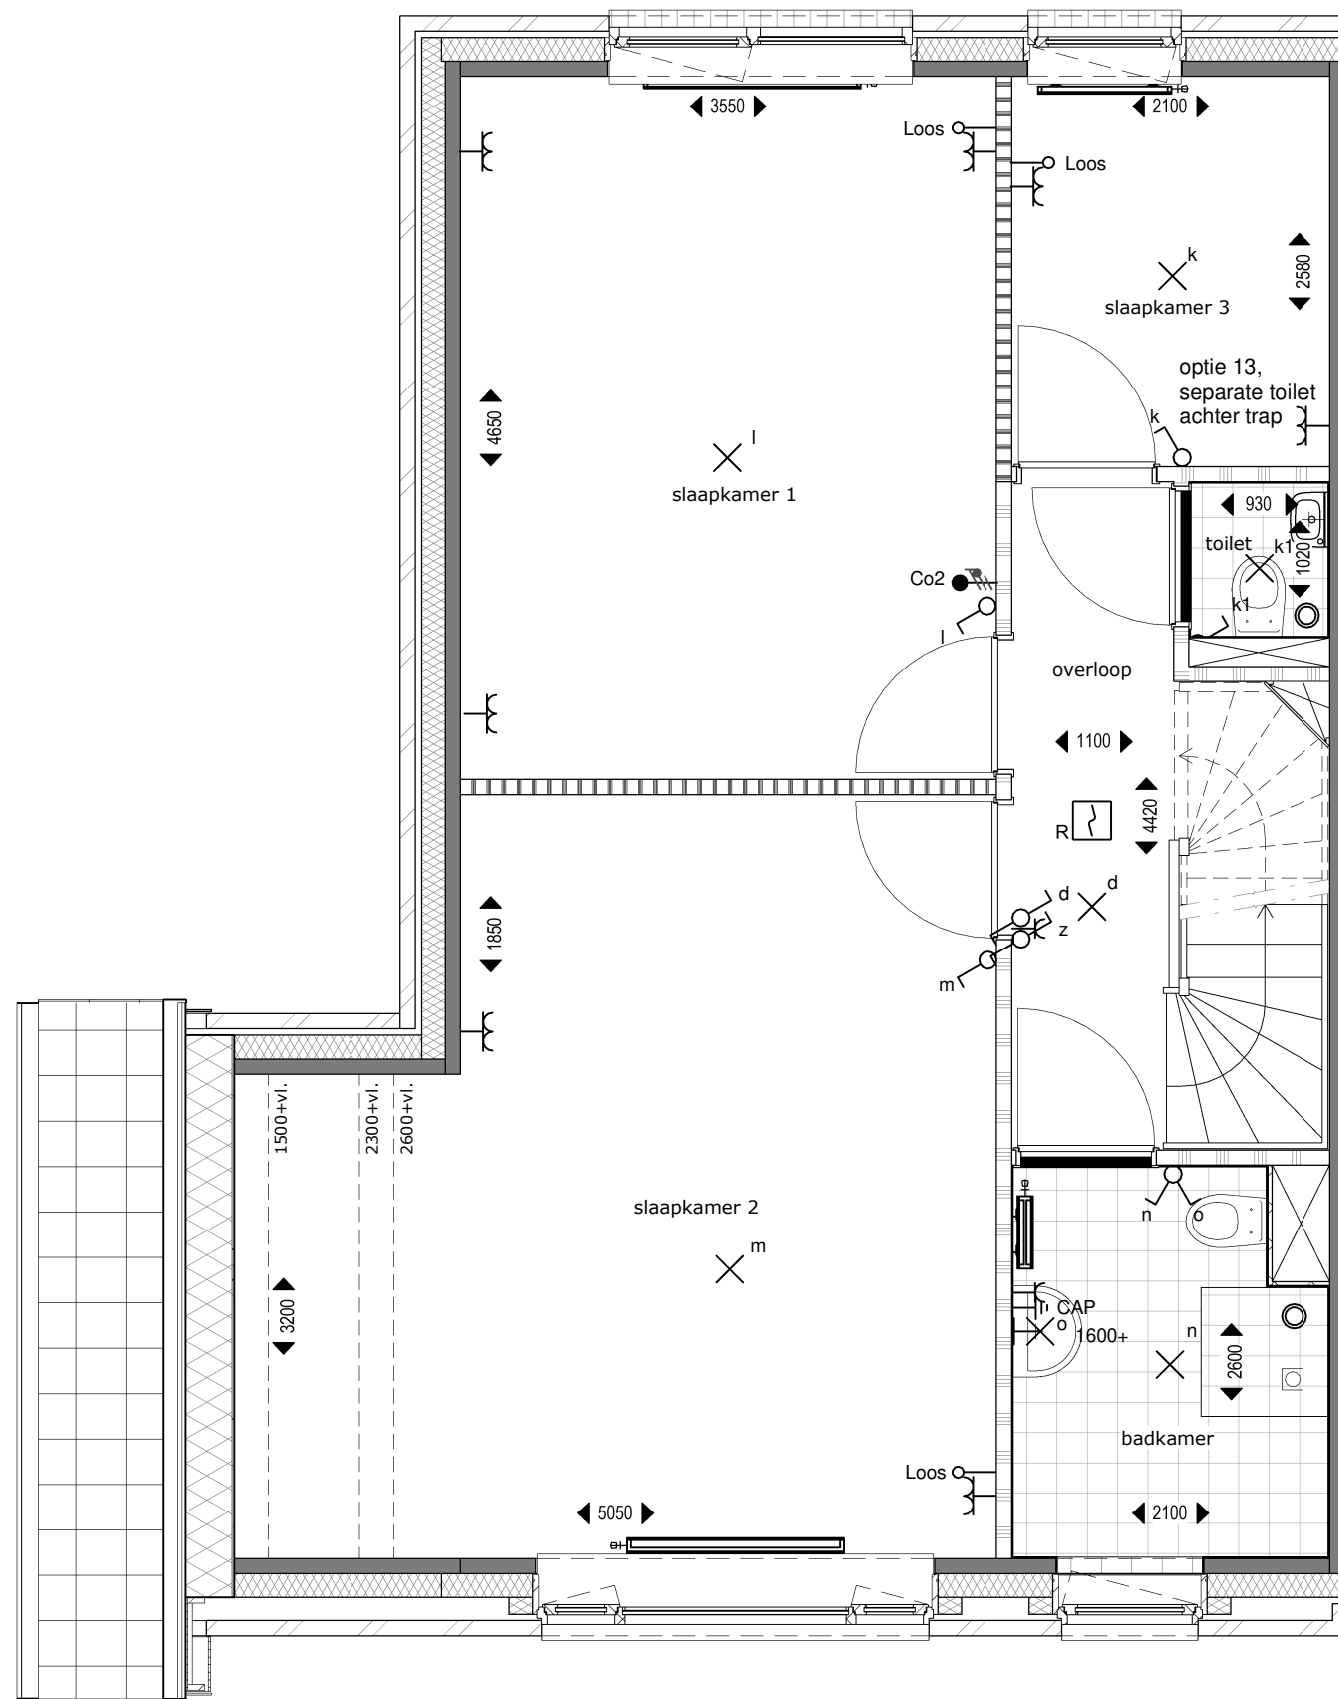 3550
2100
Loos
Loos
k
2580
slaapkamer 3
optie 13,
separate toilet
achter trap
k
4650
l
slaapkamer 1
930
toilet
k1
1020
k1
Co2
l
overloop
1100
4420
R
d
d
z
m
1850
1500+vl.
2300+vl.
2600+vl.
slaapkamer 2
m
n
o
3200
CAP
o
1600+
n
2600
badkamer
Loos
5050
2100